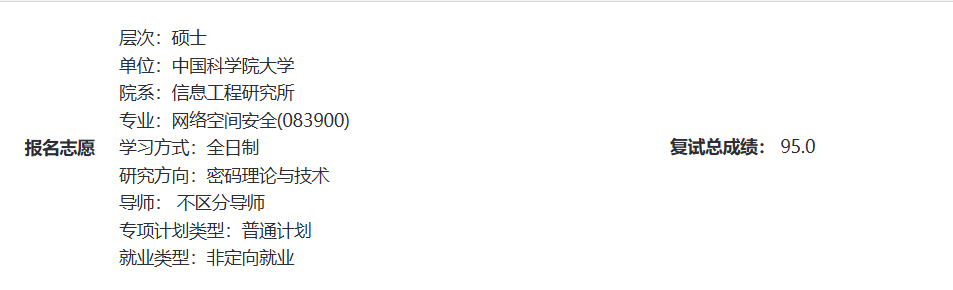 层次：硕士
单位：中国科学院大学
院系：信息工程研究所
专业：网络空间安全(083900)
报名志愿
学习方式：全日制
复试总成绩： 95.0
研究方向：密码理论与技术
导师： 不区分导师
专项计划类型：普通计划
就业类型：非定向就业